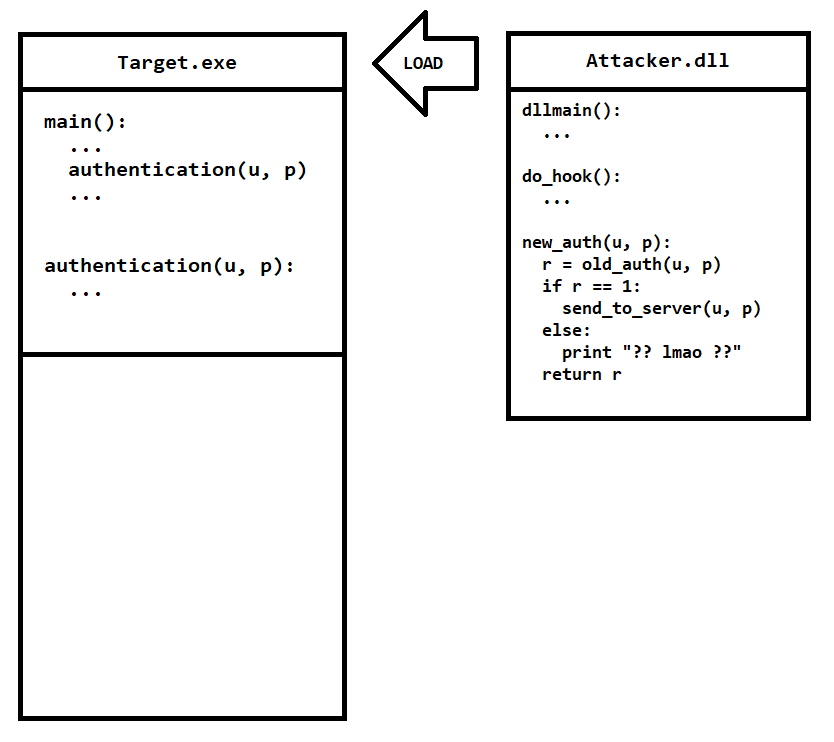 Target.exe
main():
...
authentication(u, p)
...
authentication(u, p):
...
LOAD
Attacker.dll
dllmain():
...
do_hook():
...
new_auth(u, p):
r = old_auth(u, p)
if r == 1:
send_to_server(u, p)
else:
print "?? lmao ??"
return r